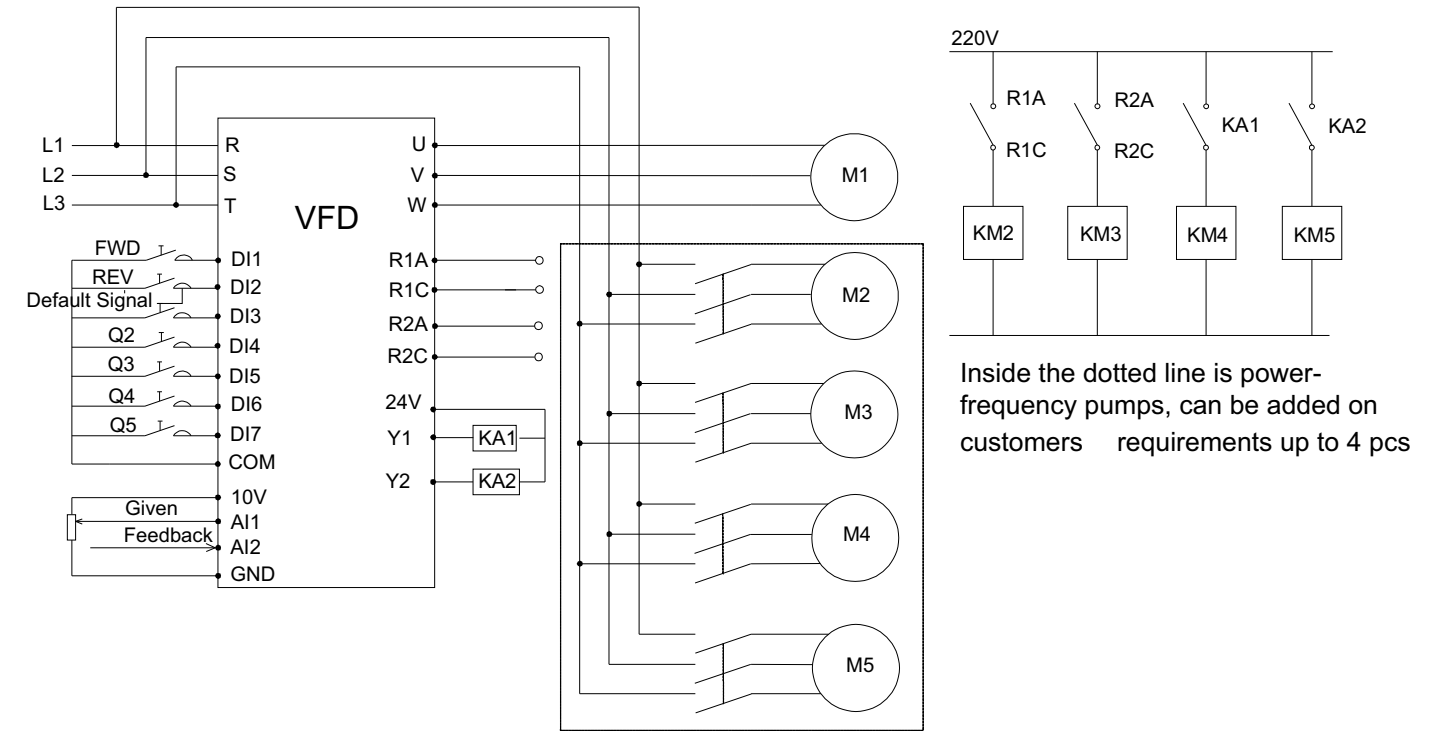 220V
R1A
R1C
R2A
R2C
KA1
KA2
KM2
KM3
KM4
KM5
Inside the dotted line is power-
frequency pumps, can be added on
customers requirements up to 4 pcs
L1
L2
L3
R
S
T
VFD
U
V
W
M1
FWD
REV
Default Signal
Q2
Q3
Q4
Q5
DI1
DI2
DI3
DI4
DI5
DI6
DI7
COM
10V
AI1
AI2
GND
Given
Feedback
R1A
R1C
R2A
R2C
24V
Y1
Y2
KA1
KA2
M2
M3
M4
M5